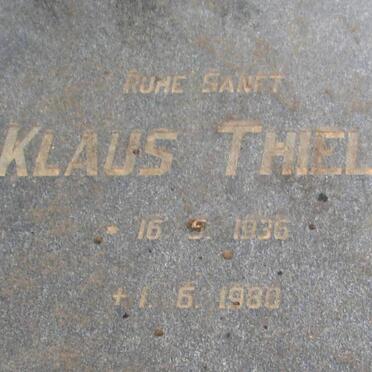 RUHE SANFT
KLAUS THIEL
* 16. 9. 1936
+ 1. 6. 1980